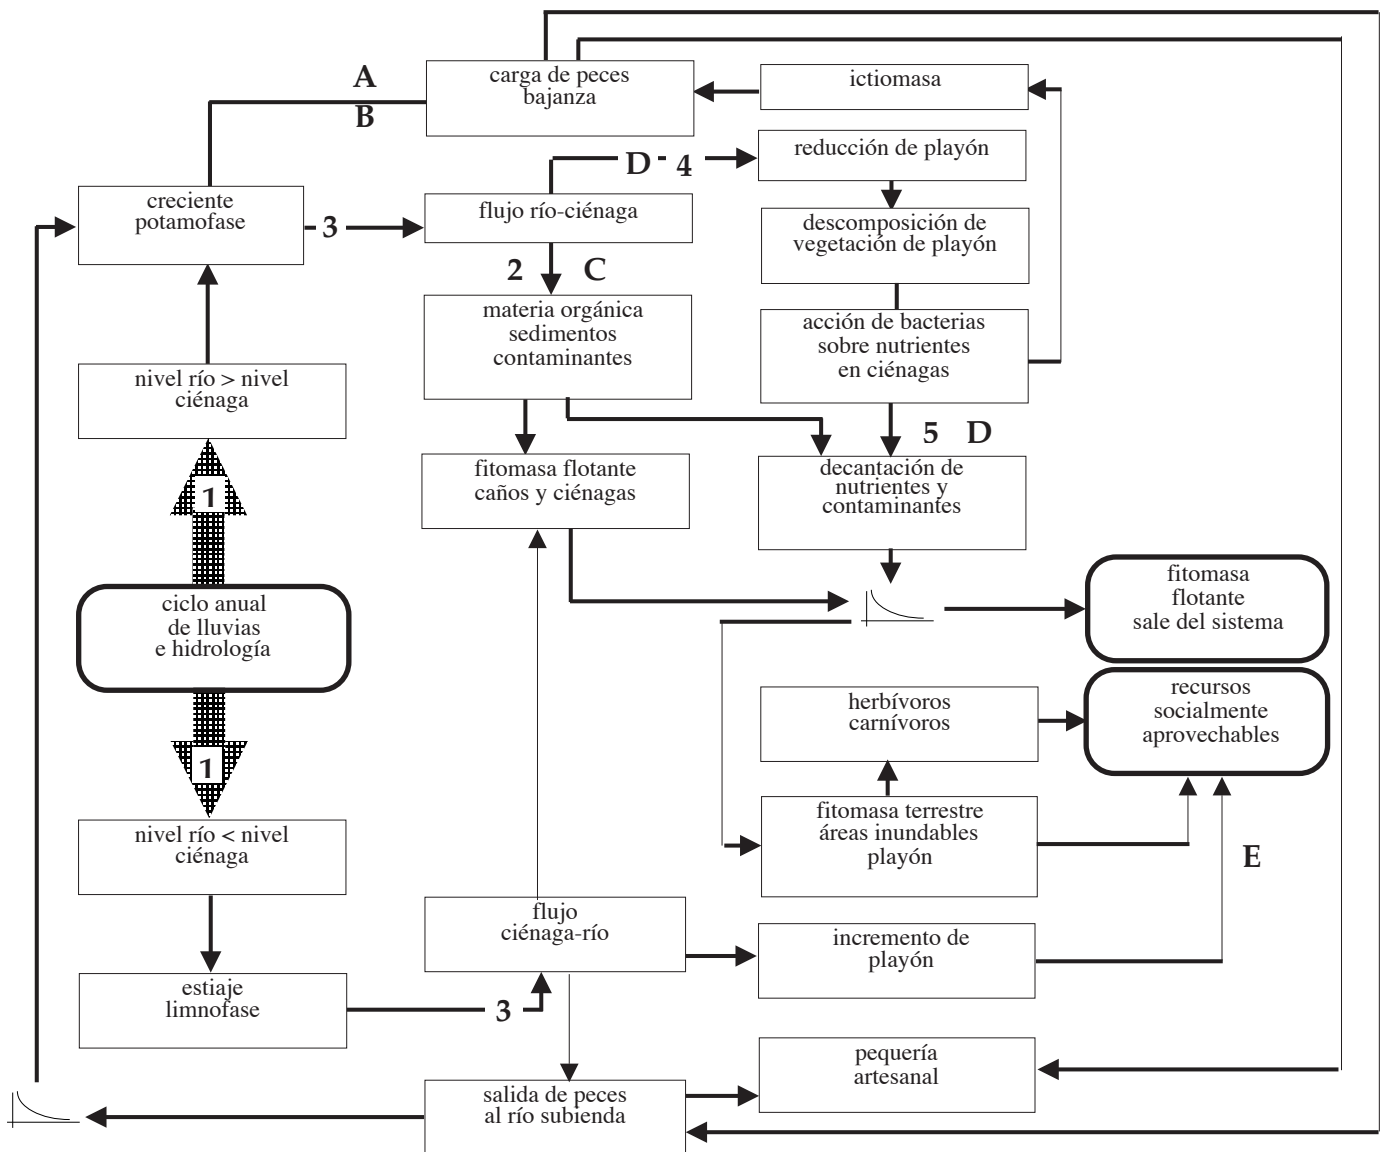 A
B
carga de peces
bajanza
ictiomasa
D - 4
reducción de playón
creciente
potamofase
3
flujo río-ciénaga
descomposición de
vegetación de playón
2 C
materia orgánica
sedimentos
contaminantes
acción de bacterias
sobre nutrientes
en ciénagas
nivel río > nivel
ciénaga
5 D
fitomasa flotante
caños y ciénagas
decantación de
nutrientes y
contaminantes
1
ciclo anual
de lluvias
e hidrología
fitomasa
flotante
sale del sistema
herbívoros
carnívoros
recursos
socialmente
aprovechables
1
nivel río < nivel
ciénaga
fitomasa terrestre
áreas inundables
playón
E
flujo
ciénaga-río
incremento de
playón
estiaje
limnofase
3
pequería
artesanal
salida de peces
al río subienda